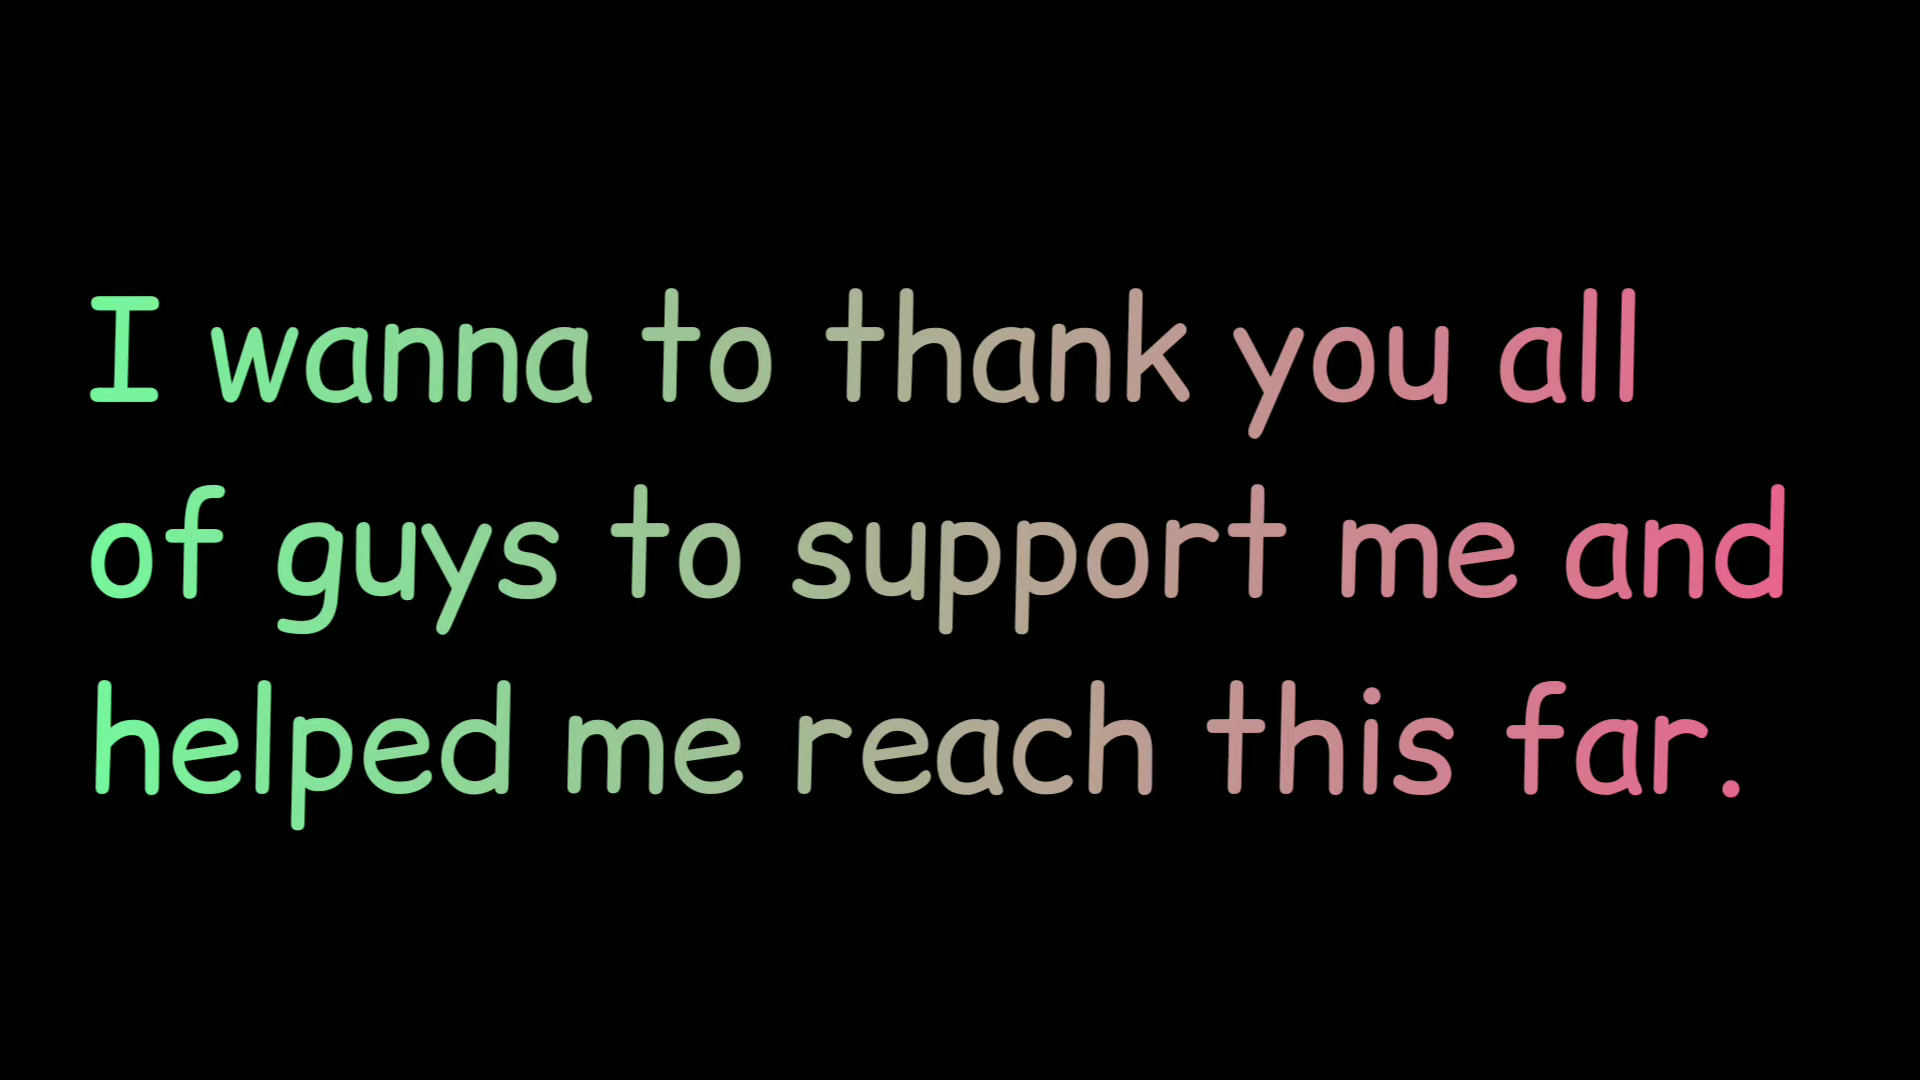 I wanna to thank you all
of guys to support me and
helped me reach this far.